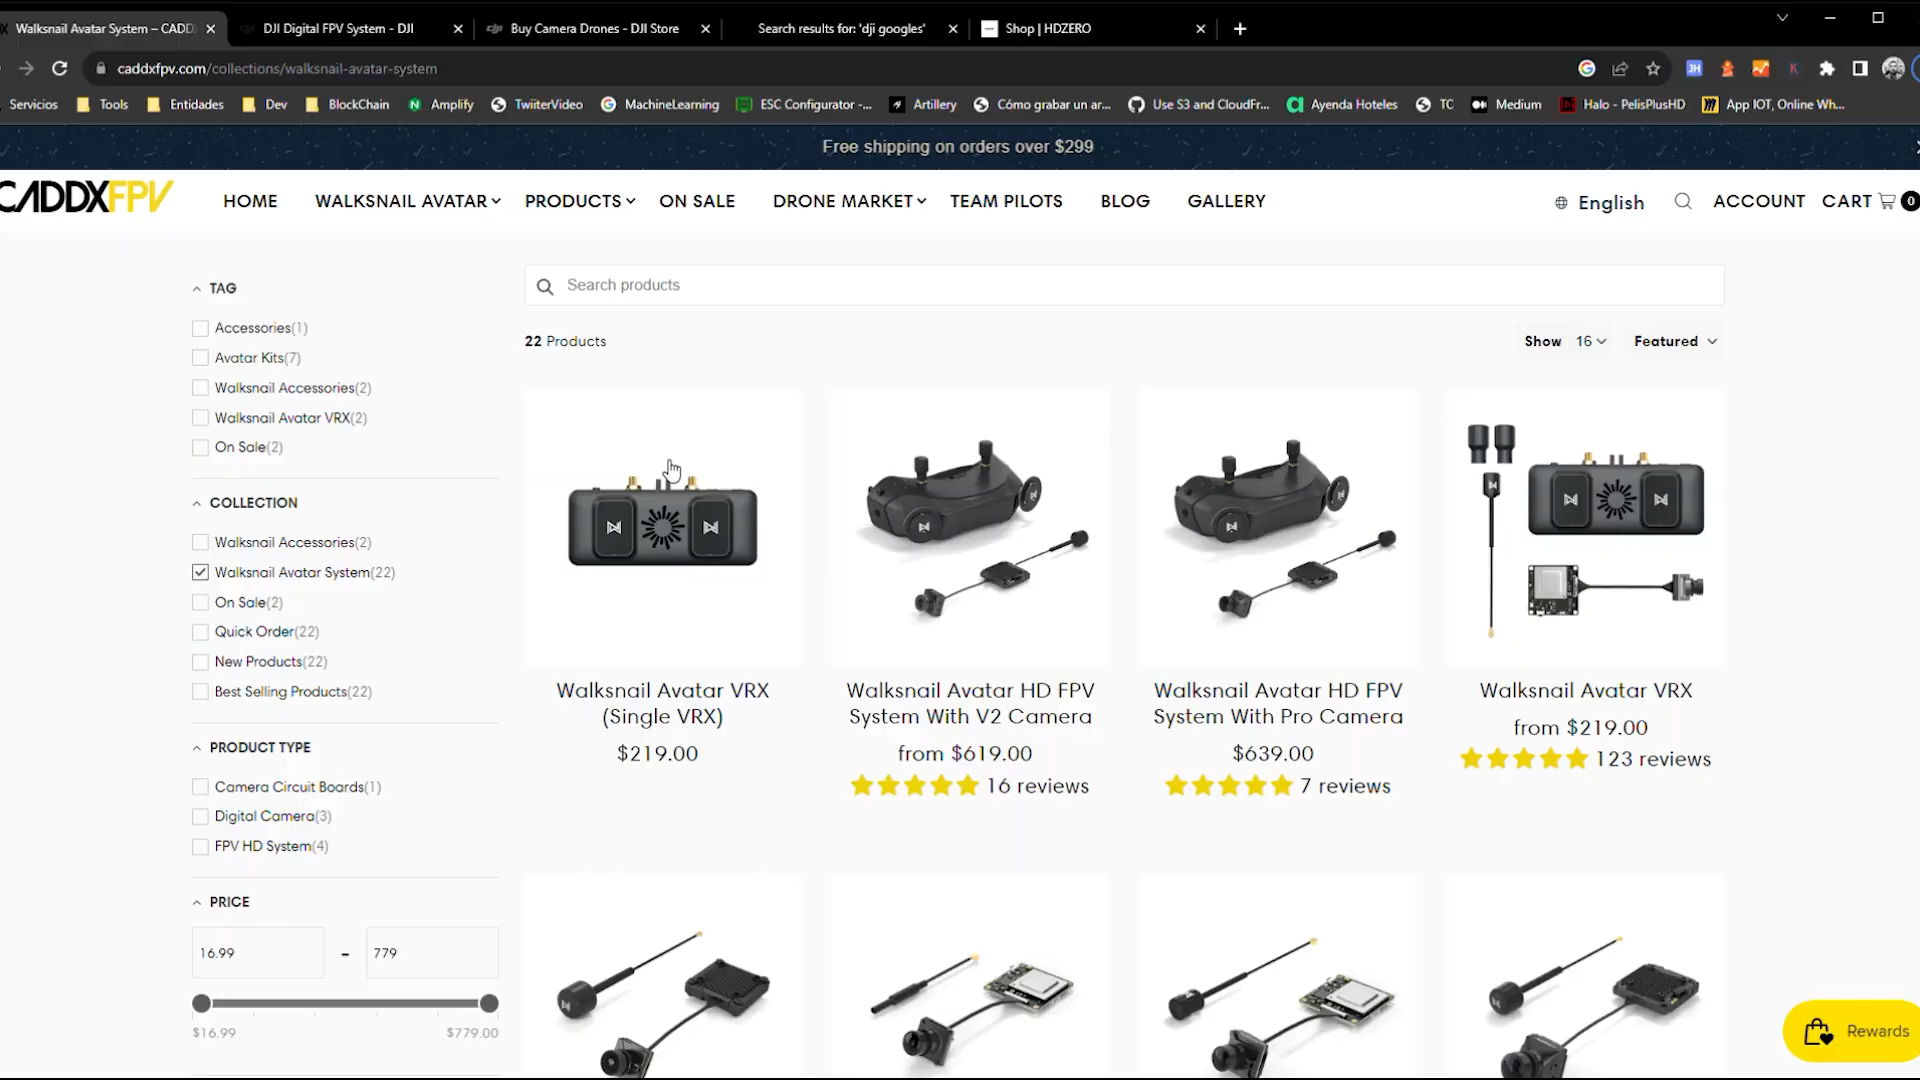 Walksnail Avatar System – CADD
DJI Digital FPV System - DJI
Buy Camera Drones - DJI Store
Search results for: 'dji googles'
Shop | HDZERO
caddxfpv.com/collections/walksnail-avatar-system
Servicios
Tools
Entidades
Dev
BlockChain
Amplify
TwiiterVideo
MachineLearning
ESC Configurator -...
Artillery
Cómo grabar un ar...
Use S3 and CloudFr...
Ayenda Hoteles
TC
Medium
Halo - PelisPlusHD
App IOT, Online Wh...
Free shipping on orders over $299
CADDXFPV
HOME
WALKSNAIL AVATAR
PRODUCTS
ON SALE
DRONE MARKET
TEAM PILOTS
BLOG
GALLERY
English
ACCOUNT
CART
0
TAG
Accessories(1)
Avatar Kits(7)
Walksnail Accessories(2)
Walksnail Avatar VRX(2)
On Sale(2)
COLLECTION
Walksnail Accessories(2)
Walksnail Avatar System(22)
On Sale(2)
Quick Order(22)
New Products(22)
Best Selling Products(22)
PRODUCT TYPE
Camera Circuit Boards(1)
Digital Camera(3)
FPV HD System(4)
PRICE
16.99 - 779
$16.99 $779.00
Search products
22 Products
Show 16
Featured
Walksnail Avatar VRX
(Single VRX)
$219.00
Walksnail Avatar HD FPV
System With V2 Camera
from $619.00
16 reviews
Walksnail Avatar HD FPV
System With Pro Camera
$639.00
7 reviews
Walksnail Avatar VRX
from $219.00
123 reviews
Rewards